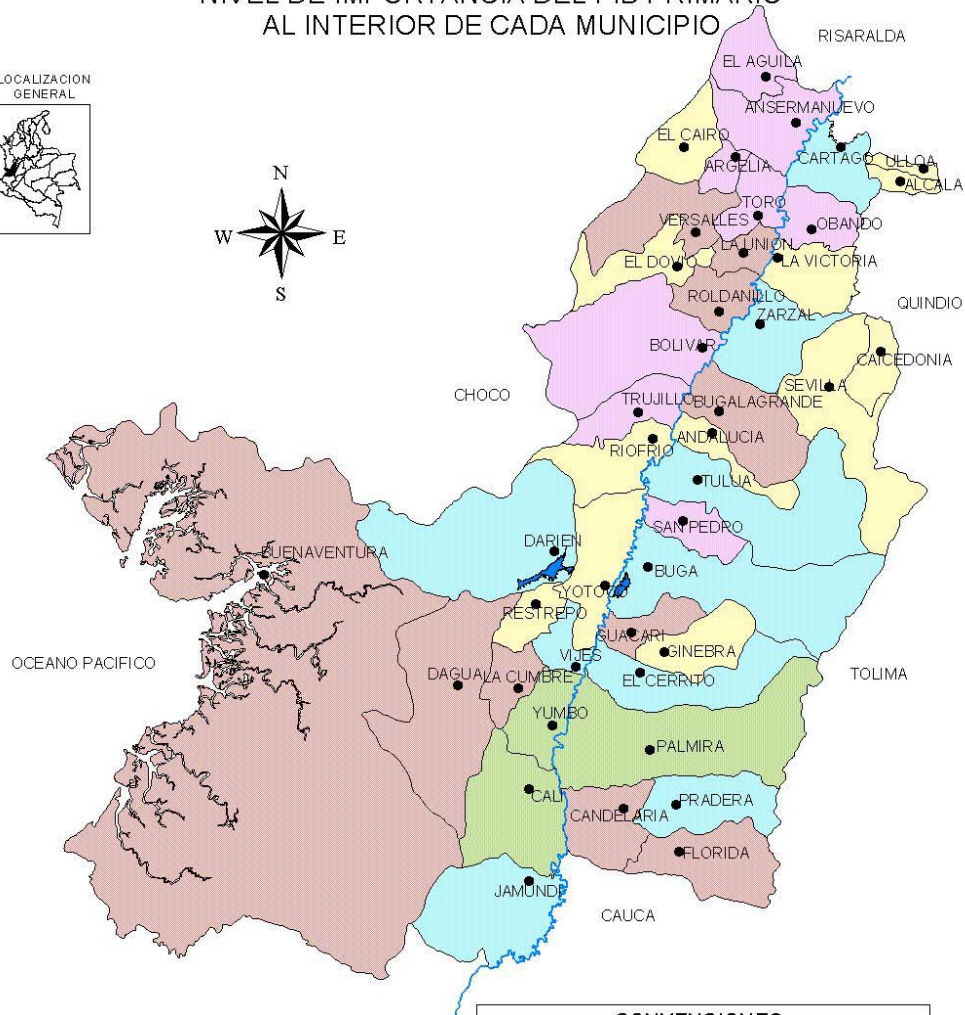 NIVEL DE IMPORTANCIA DEL PIB PRIMARIO
AL INTERIOR DE CADA MUNICIPIO
RISARALDA
LOCALIZACION
GENERAL
EL AGUILA
ANSERMANUEVO
EL CAIRO
CARTAGO
ULLOA
ARGELIA
ALCALA
N
W
E
S
TORO
VERSALLES
OBANDO
LA UNION
EL DOVIO
LA VICTORIA
ROLDANILLO
QUINDIO
ZARZAL
BOLIVAR
CAICEDONIA
SEVILLA
CHOCO
TRUJILLO
BUGALAGRANDE
ANDALUCIA
RIOFRIO
TULUA
SAN PEDRO
DARIEN
BUENAVENTURA
BUGA
YOTOCO
RESTREPO
GUACARI
GINEBRA
OCEANO PACIFICO
VIJES
DAGUA
LA CUMBRE
EL CERRITO
TOLIMA
YUMBO
PALMIRA
CALI
PRADERA
CANDELARIA
FLORIDA
JAMUNDI
CAUCA
CONVENCIONES